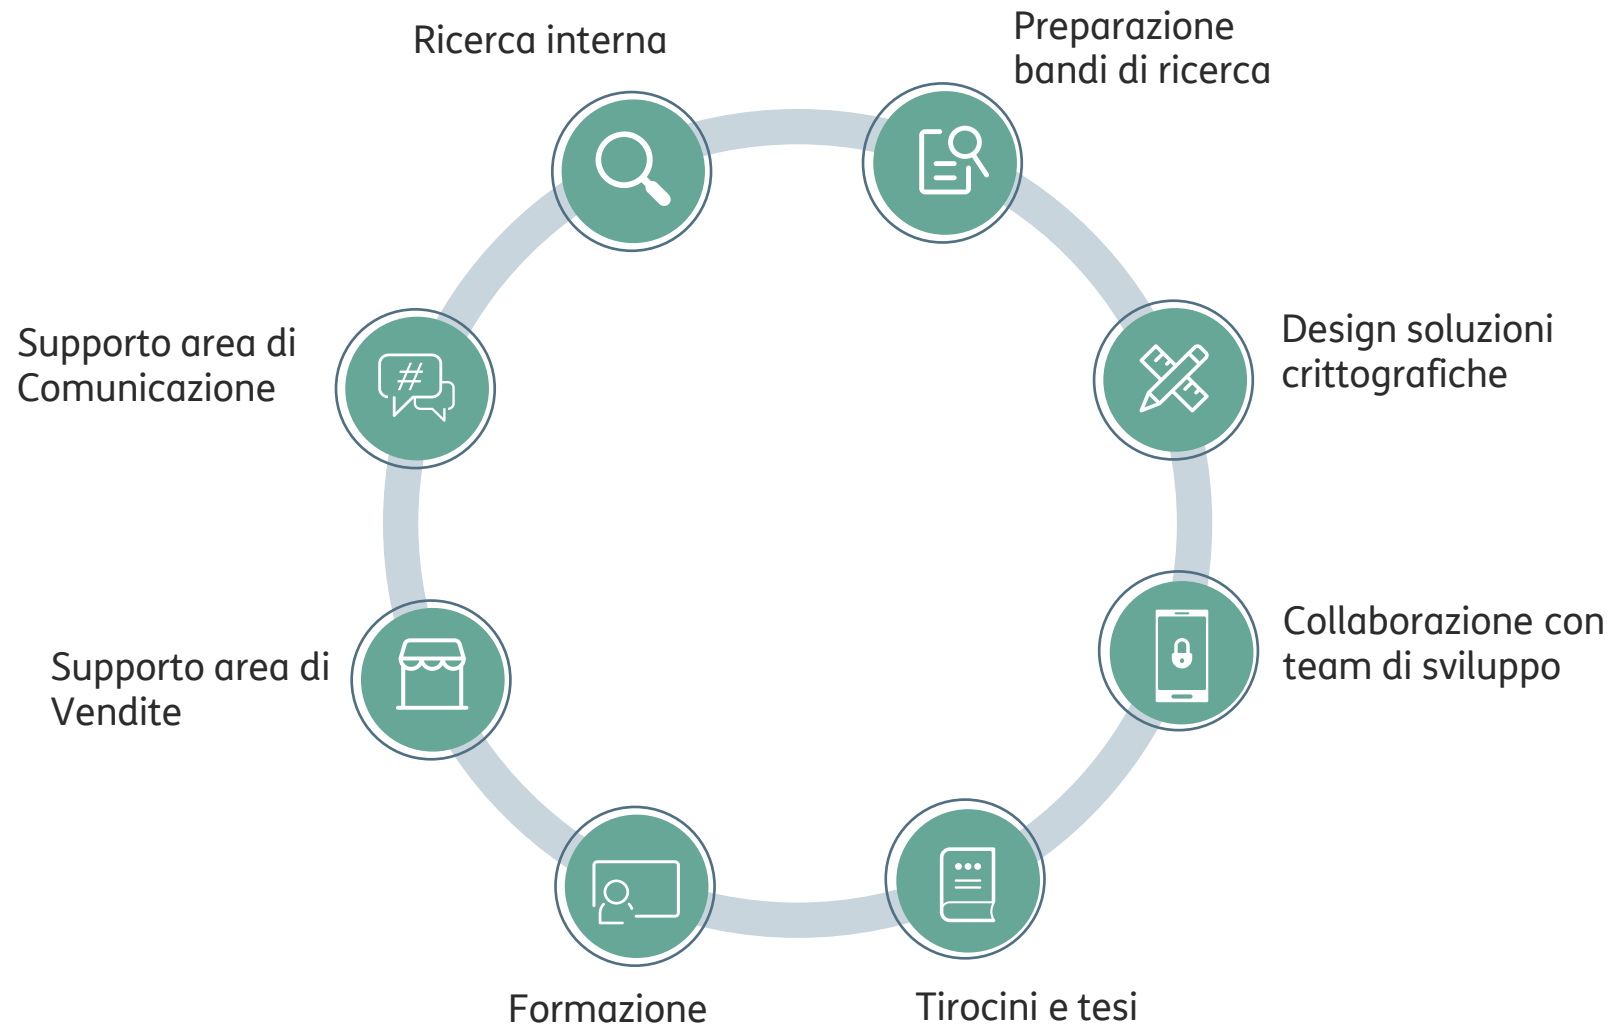 Ricerca interna
Preparazione
bandi di ricerca
Design soluzioni
crittografiche
Collaborazione con
team di sviluppo
Tirocini e tesi
Formazione
Supporto area di
Vendite
Supporto area di
Comunicazione
#